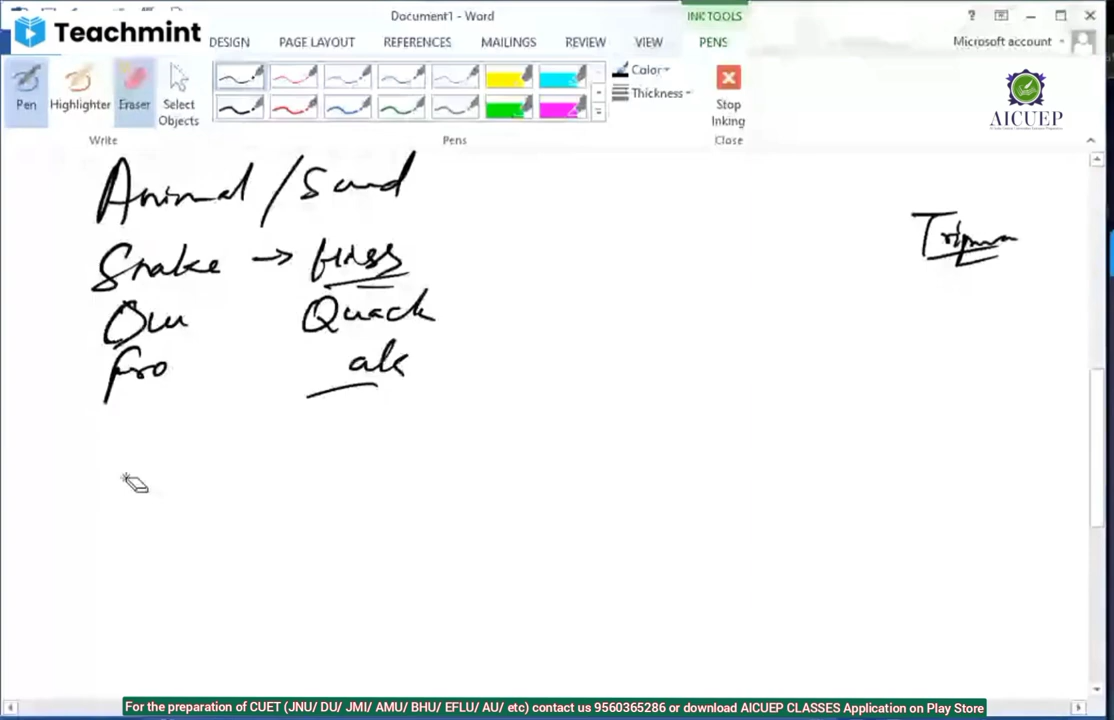 Document1 - Word
INK TOOLS
Teachmint
DESIGN
PAGE LAYOUT
REFERENCES
MAILINGS
REVIEW
VIEW
PENS
Microsoft account
Pen
Highlighter
Eraser
Select Objects
Color
Thickness
Stop Inking
AICUEP
Write
Pens
Close
Animal / Sound
Snake → Hiss
Quack
Fro
ak
For the preparation of CUET (JNU/ DU/ JMI/ AMU/ BHU/ EFLU/ AU/ etc) contact us 9560365286 or download AICUEP CLASSES Application on Play Store